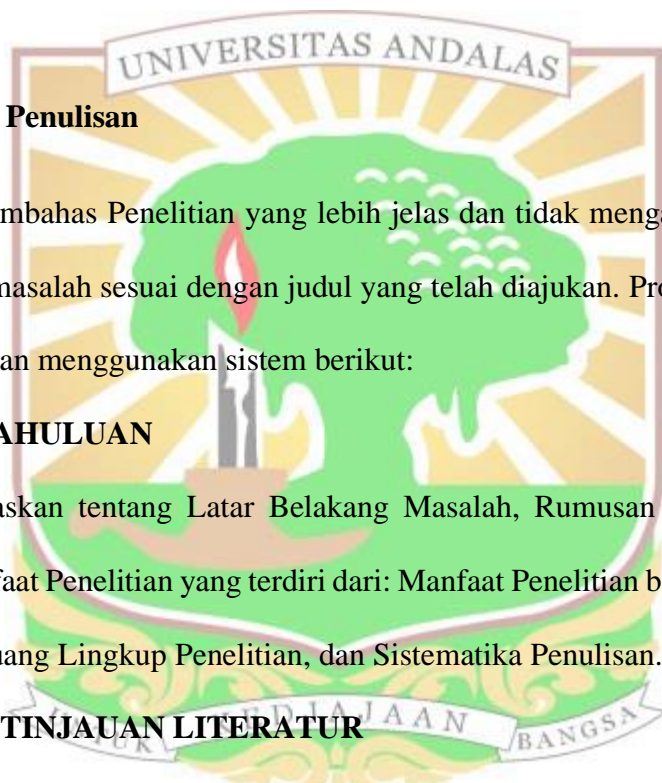 UNIVERSITAS ANDALAS
Penulisan
mbahas Penelitian yang lebih jelas dan tidak menga
masalah sesuai dengan judul yang telah diajukan. Pro
an menggunakan sistem berikut:
AHULUAN
askan tentang Latar Belakang Masalah, Rumusan
faat Penelitian yang terdiri dari: Manfaat Penelitian b
uang Lingkup Penelitian, dan Sistematika Penulisan.
TINJAUAN LITERATUR
UNTUK KEDJAJAAN BANGSA